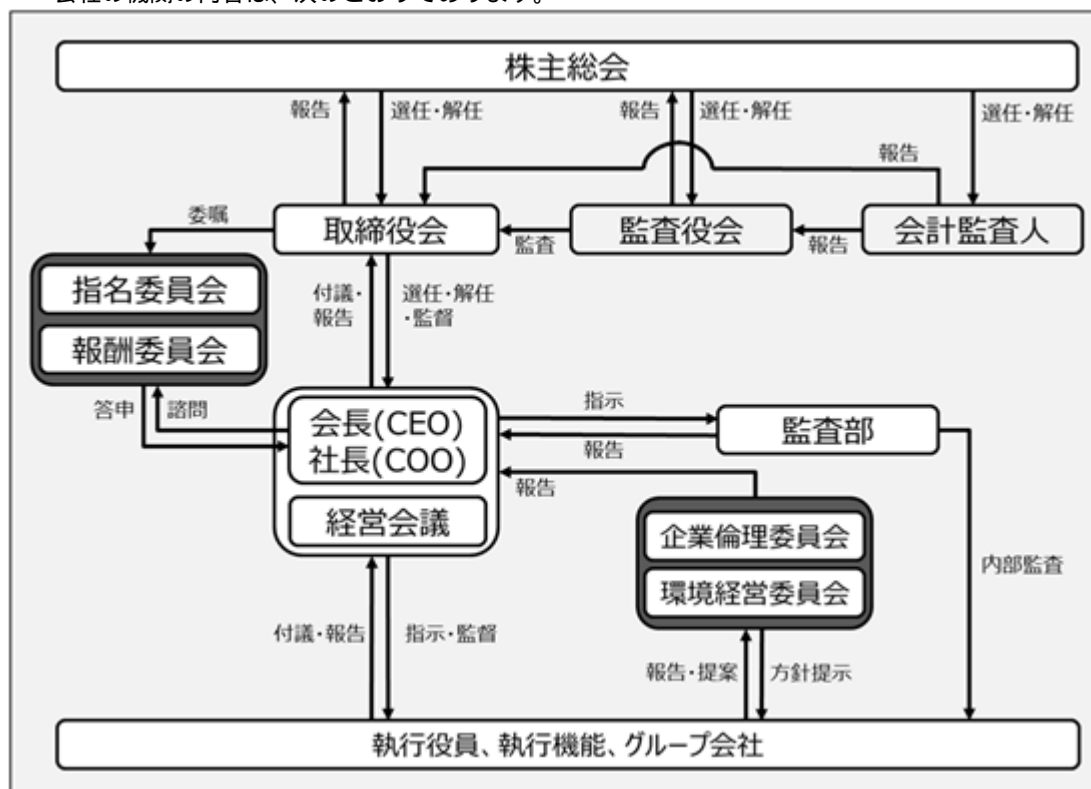 会社の機関の内容は、次のとおりであります。
株主総会
報告
選任・解任
報告
選任・解任
選任・解任
報告
委嘱
取締役会
監査
監査役会
報告
会計監査人
指名委員会
報酬委員会
付議・
報告
選任・解任
・監督
答申
諮問
会長(CEO)
社長(COO)
経営会議
指示
報告
監査部
報告
企業倫理委員会
環境経営委員会
内部監査
付議・報告
指示・監督
報告・提案
方針提示
執行役員、執行機能、グループ会社